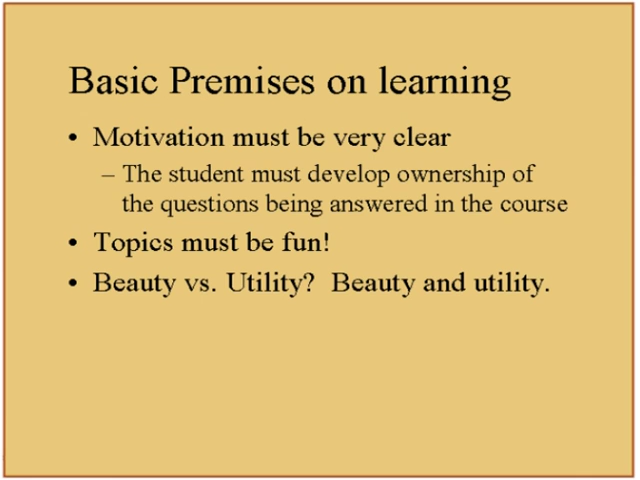 Basic Premises on learning
• Motivation must be very clear
– The student must develop ownership of
the questions being answered in the course
• Topics must be fun!
• Beauty vs. Utility?  Beauty and utility.